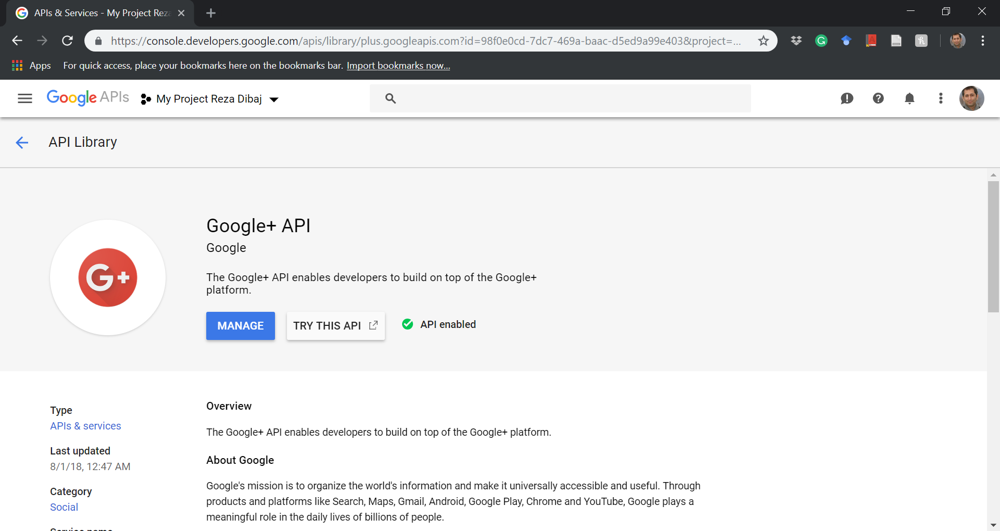 APIs & Services - My Project Reza
https://console.developers.google.com/apis/library/plus.googleapis.com?id=98f0e0cd-7dc7-469a-baac-d5ed9a99e403&project=...
Apps For quick access, place your bookmarks here on the bookmarks bar. Import bookmarks now...
Google APIs My Project Reza Dibaj
API Library
Google+ API
Google
The Google+ API enables developers to build on top of the Google+
platform.
G+
MANAGE TRY THIS API API enabled
Type
APIs & services
Last updated
8/1/18, 12:47 AM
Category
Social
Service name
Overview
The Google+ API enables developers to build on top of the Google+ platform.
About Google
Google's mission is to organize the world's information and make it universally accessible and useful. Through
products and platforms like Search, Maps, Gmail, Android, Google Play, Chrome and YouTube, Google plays a
meaningful role in the daily lives of billions of people.